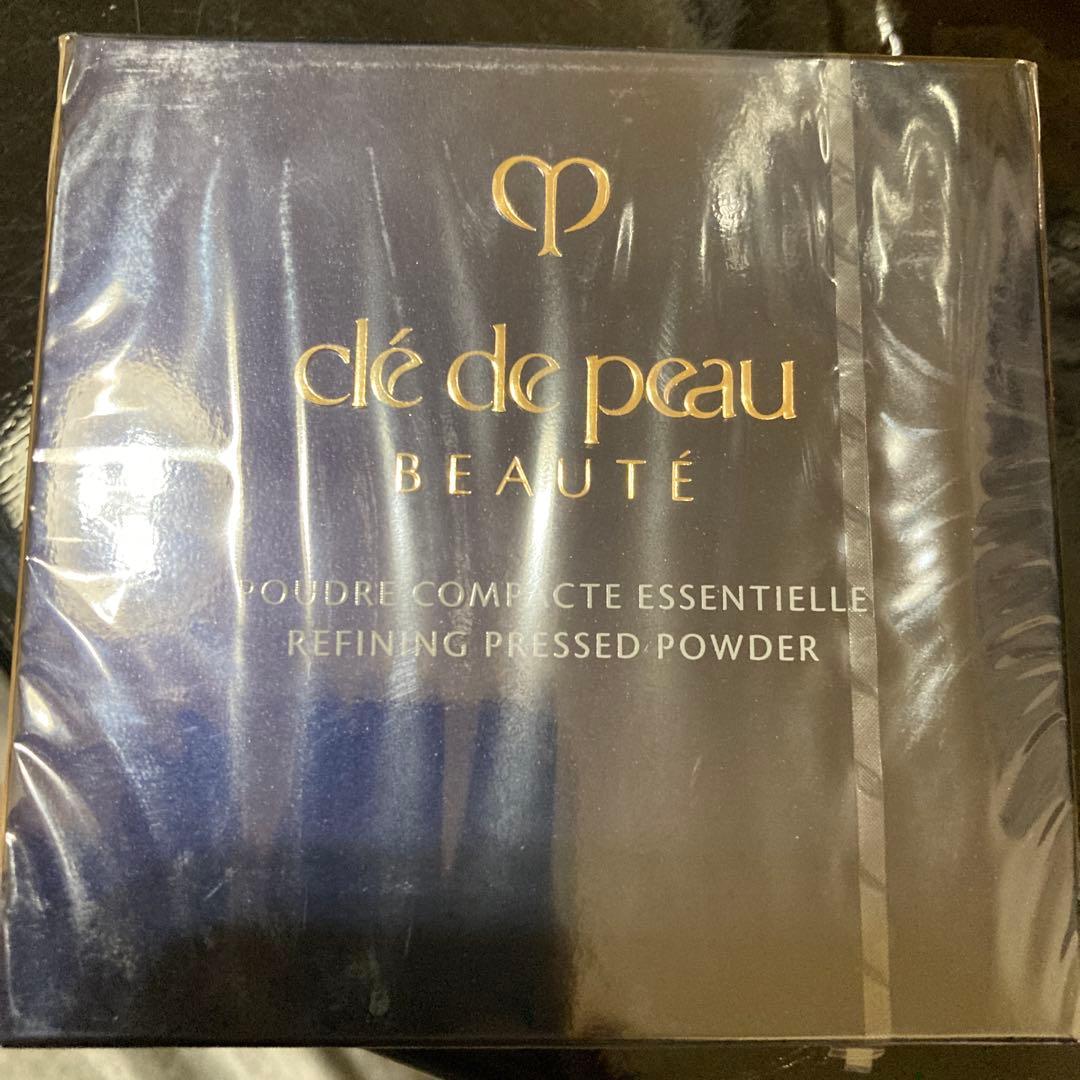 clé de peau
BEAUTÉ
POUDRE COMPACTE ESSENTIELLE
REFINING PRESSED POWDER